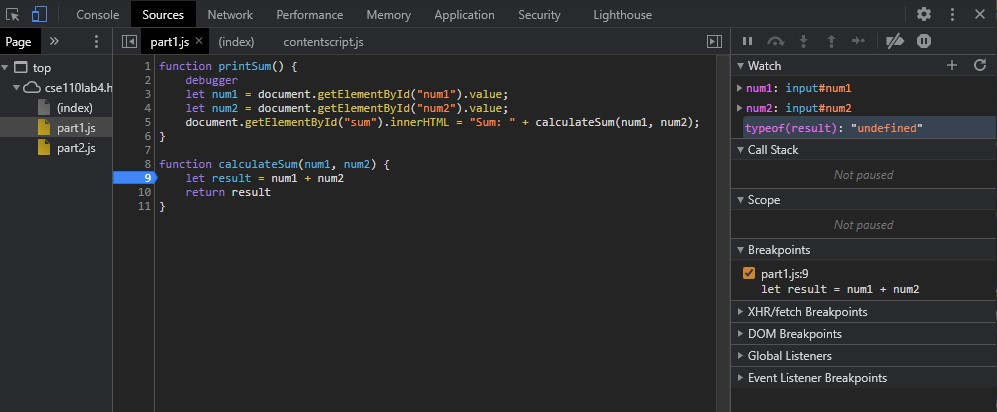 Console Sources Network Performance Memory Application Security Lighthouse
Page
part1.js (index) contentscript.js
top
cse110lab4.h
(index)
part1.js
part2.js
1 function printSum() {
2 debugger
3 let num1 = document.getElementById("num1").value;
4 let num2 = document.getElementById("num2").value;
5 document.getElementById("sum").innerHTML = "Sum: " + calculateSum(num1, num2);
6 }
7
8 function calculateSum(num1, num2) {
9 let result = num1 + num2
10 return result
11 }
Watch
num1: input#num1
num2: input#num2
typeof(result): "undefined"
Call Stack
Not paused
Scope
Not paused
Breakpoints
part1.js:9
let result = num1 + num2
XHR/fetch Breakpoints
DOM Breakpoints
Global Listeners
Event Listener Breakpoints